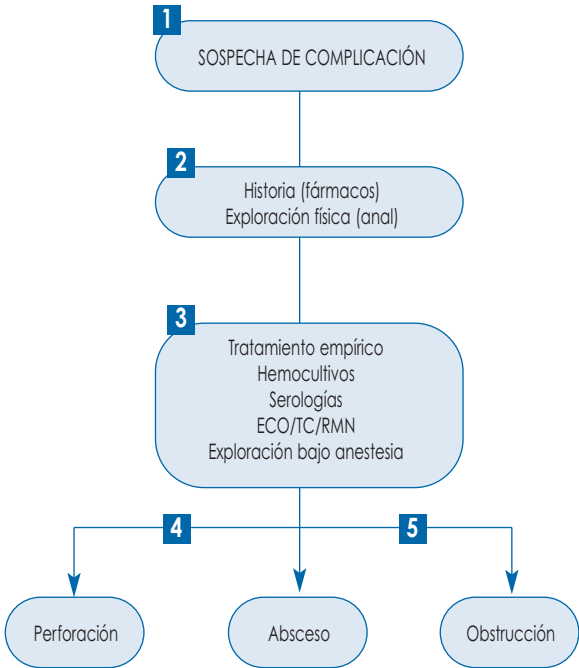 1
SOSPECHA DE COMPLICACIÓN
2
Historia (fármacos)
Exploración física (anal)
3
Tratamiento empírico
Hemocultivos
Serologías
ECO/TC/RMN
Exploración bajo anestesia
4
5
Perforación
Absceso
Obstrucción